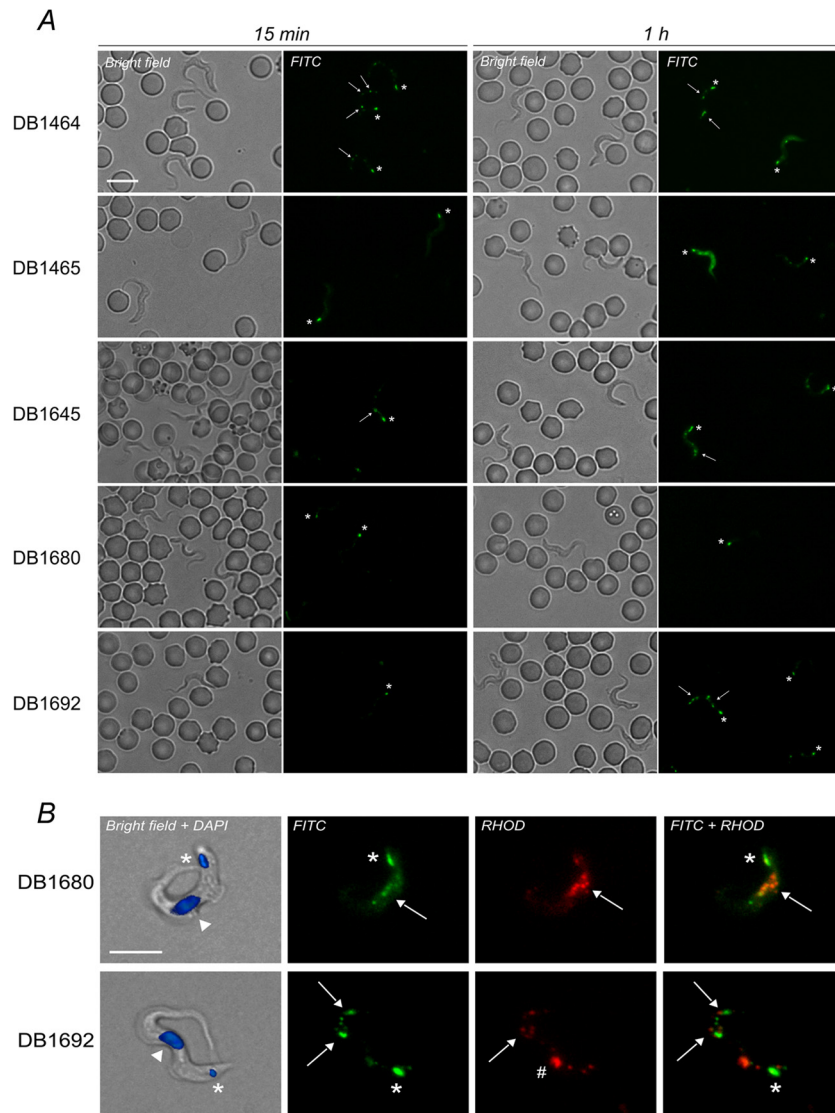 A
15 min 1 h
Bright field FITC Bright field FITC
DB1464
DB1465
DB1645
DB1680
DB1692
B
Bright field + DAPI FITC RHOD FITC + RHOD
DB1680
DB1692
#